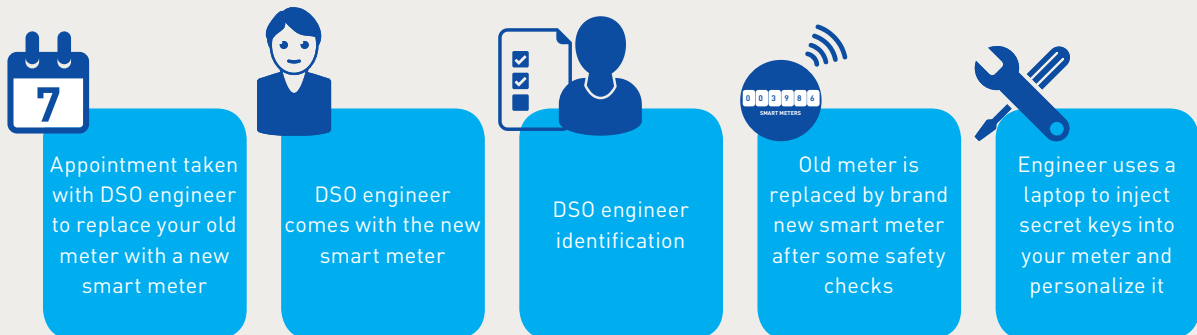 7
Appointment taken
with DSO engineer
to replace your old
meter with a new
smart meter
DSO engineer
comes with the new
smart meter
DSO engineer
identification
003986
SMART METERS
Old meter is
replaced by brand
new smart meter
after some safety
checks
Engineer uses a
laptop to inject
secret keys into
your meter and
personalize it